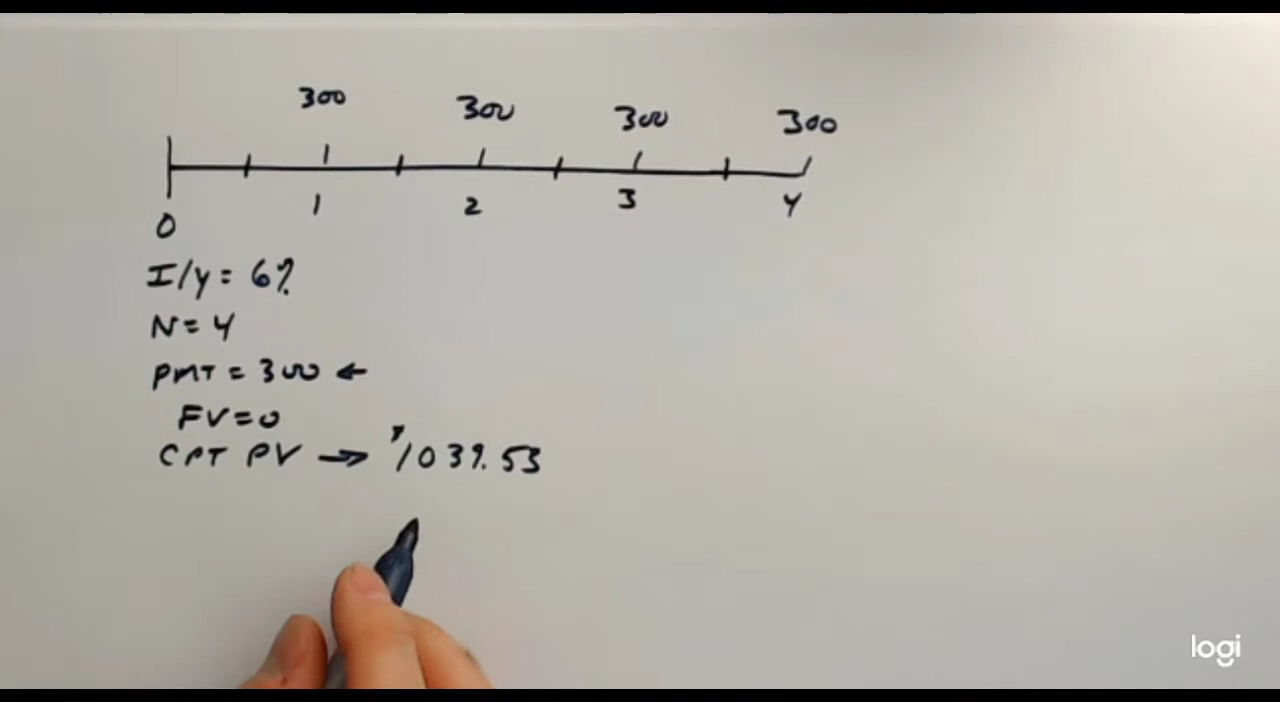 300 300 300 300
0 1 2 3 4
I/Y = 6%
N = 4
PMT = 300 ←
FV = 0
CPT PV → $1039.53
logi